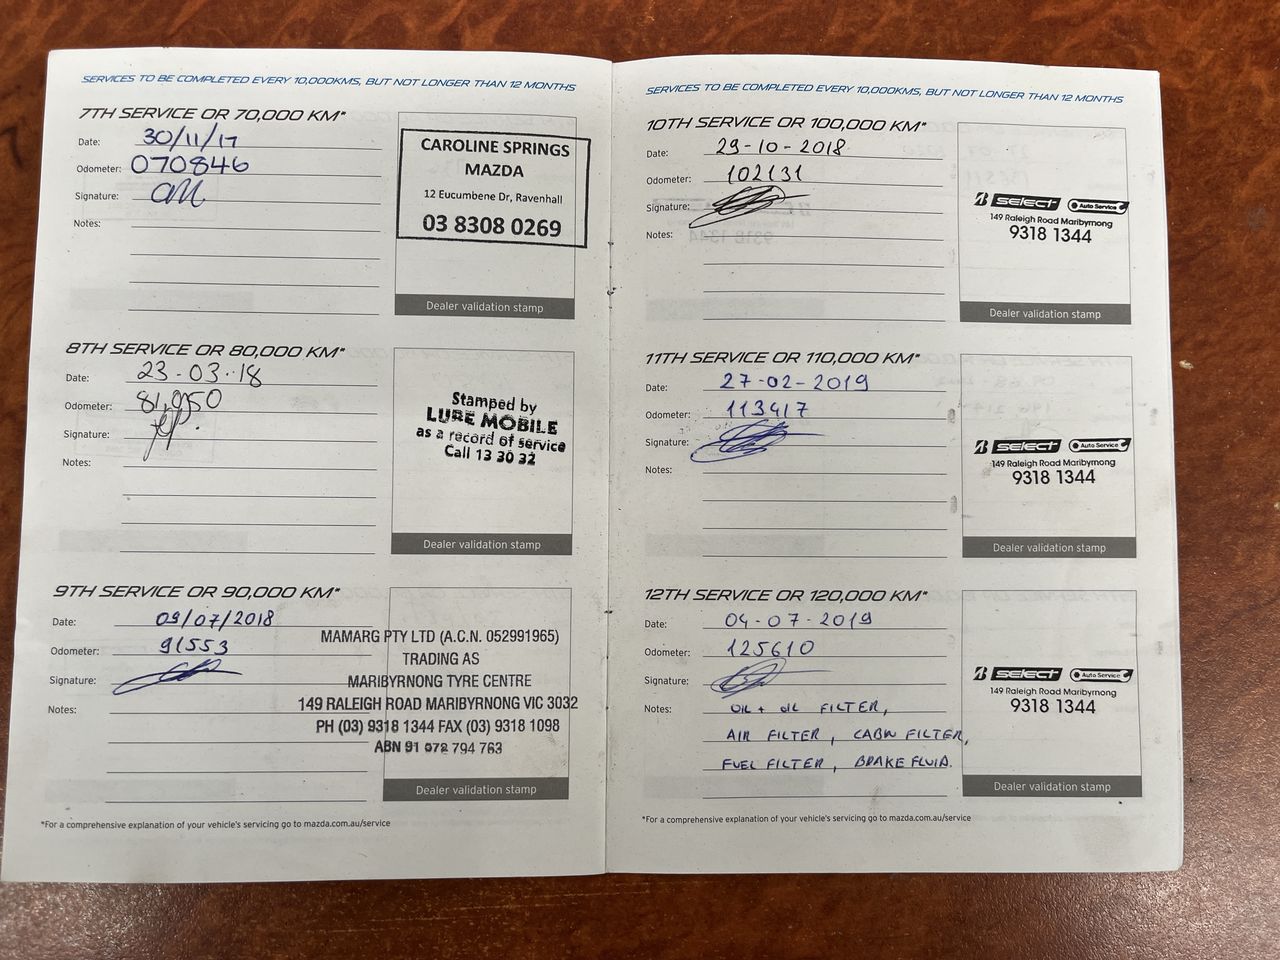 SERVICES TO BE COMPLETED EVERY 10,000KMS, BUT NOT LONGER THAN 12 MONTHS
7TH SERVICE OR 70,000 KM*
Date: 30/11/17
Odometer: 070846
Signature:
Notes:
CAROLINE SPRINGS
MAZDA
12 Eucumbene Dr, Ravenhall
03 8308 0269
Dealer validation stamp
8TH SERVICE OR 80,000 KM*
Date: 23-03-18
Odometer: 81,050
Signature:
Notes:
Stamped by
LUBE MOBILE
as a record of service
Call 13 30 32
Dealer validation stamp
9TH SERVICE OR 90,000 KM*
Date: 09/07/2018
Odometer: 91553
Signature:
Notes:
MAMARG PTY LTD (A.C.N. 052991965)
TRADING AS
MARIBYRNONG TYRE CENTRE
149 RALEIGH ROAD MARIBYRNONG VIC 3032
PH (03) 9318 1344 FAX (03) 9318 1098
ABN 91 072 794 763
Dealer validation stamp
*For a comprehensive explanation of your vehicle's servicing go to mazda.com.au/service
SERVICES TO BE COMPLETED EVERY 10,000KMS, BUT NOT LONGER THAN 12 MONTHS
10TH SERVICE OR 100,000 KM*
Date: 29-10-2018
Odometer: 102131
Signature:
Notes:
B select Auto Service
149 Raleigh Road Maribyrnong
9318 1344
Dealer validation stamp
11TH SERVICE OR 110,000 KM*
Date: 27-02-2019
Odometer: 113417
Signature:
Notes:
B select Auto Service
149 Raleigh Road Maribyrnong
9318 1344
Dealer validation stamp
12TH SERVICE OR 120,000 KM*
Date: 04-07-2019
Odometer: 125610
Signature:
Notes: OIL + OIL FILTER,
AIR FILTER, CABIN FILTER,
FUEL FILTER, BRAKE FLUID.
B select Auto Service
149 Raleigh Road Maribyrnong
9318 1344
Dealer validation stamp
*For a comprehensive explanation of your vehicle's servicing go to mazda.com.au/service